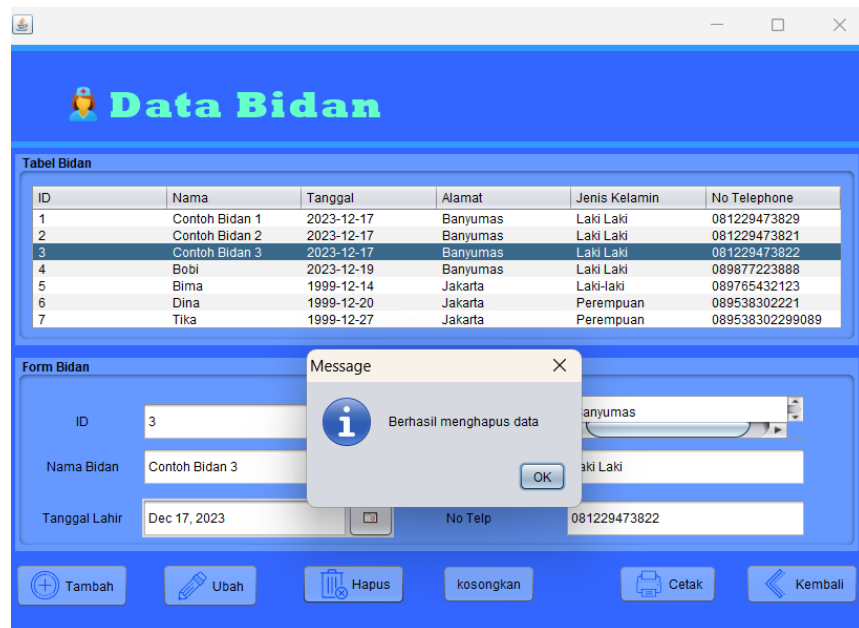 Data Bidan
Tabel Bidan
ID Nama Tanggal Alamat Jenis Kelamin No Telephone
1 Contoh Bidan 1 2023-12-17 Banyumas Laki Laki 081229473829
2 Contoh Bidan 2 2023-12-17 Banyumas Laki Laki 081229473821
3 Contoh Bidan 3 2023-12-17 Banyumas Laki Laki 081229473822
4 Bobi 2023-12-19 Banyumas Laki Laki 089877223888
5 Bima 1999-12-14 Jakarta Laki-laki 089765432123
6 Dina 1999-12-20 Jakarta Perempuan 089538302221
7 Tika 1999-12-27 Jakarta Perempuan 089538302299089
Form Bidan
Message
Berhasil menghapus data
OK
ID 3 anyumas
Nama Bidan Contoh Bidan 3 aki Laki
Tanggal Lahir Dec 17, 2023 No Telp 081229473822
Tambah Ubah Hapus kosongkan Cetak Kembali